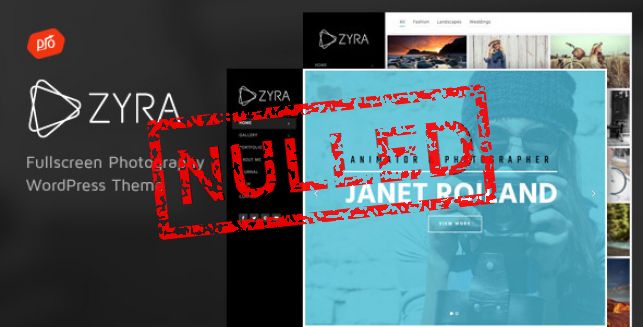 pro
ZYRA
Fullscreen Photography
WordPress Theme
NULLED
ZYRA
HOME
GALLERY
PORTFOLIO
ABOUT ME
JOURNAL
ZYRA
HOME
All Fashion Landscapes Weddings
ANIMATOR PHOTOGRAPHER
JANET ROLLAND
VIEW WORK